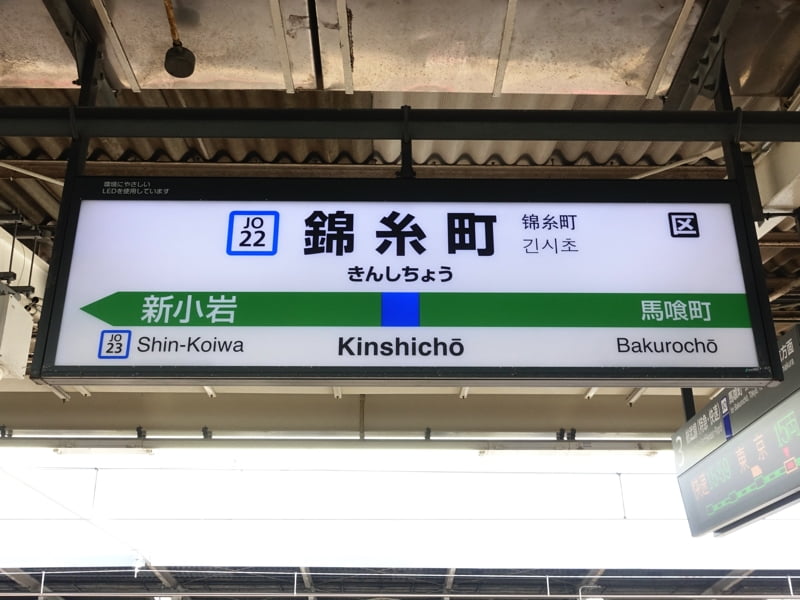 環境にやさしい
LEDを使用しています
JO
22
錦糸町
锦糸町
긴시초
区
きんしちょう
新小岩
馬喰町
JO
23
Shin-Koiwa
Kinshichō
Bakurochō
3
東京